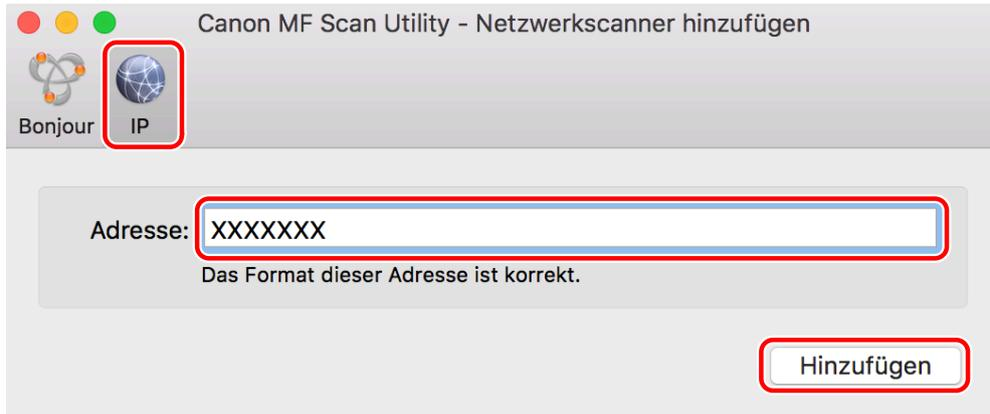 Canon MF Scan Utility - Netzwerkscanner hinzufügen
Bonjour IP
Adresse: XXXXXXX
Das Format dieser Adresse ist korrekt.
Hinzufügen